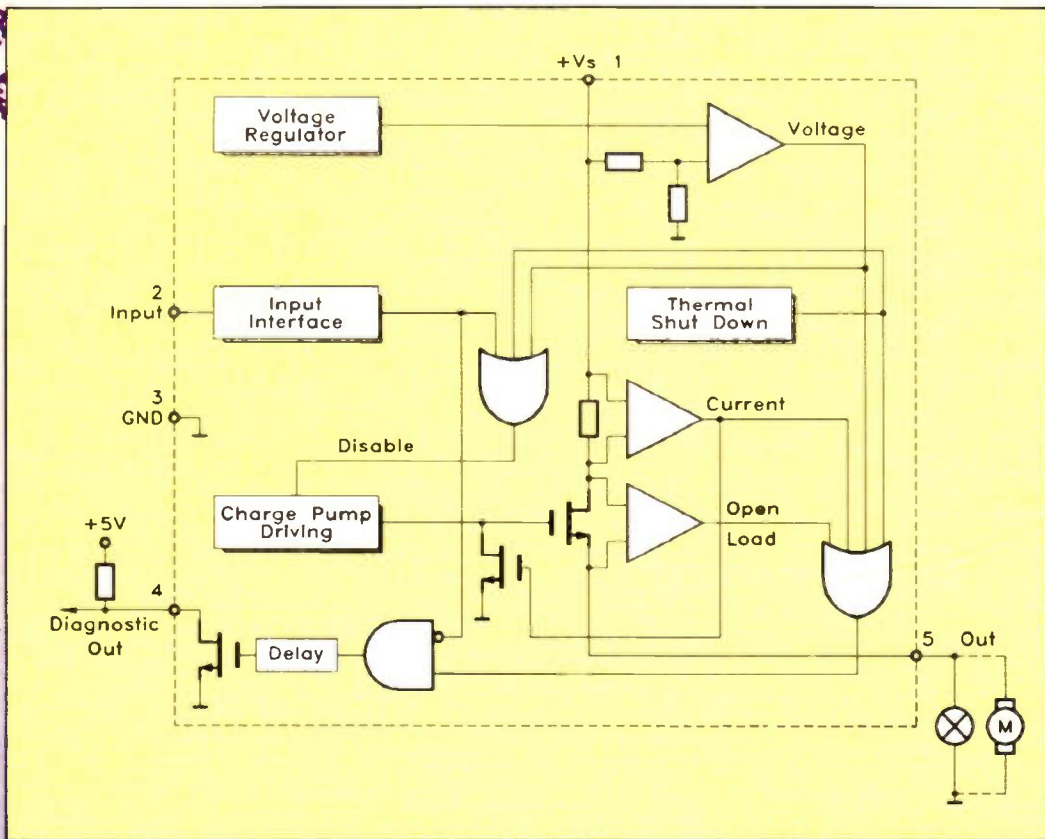 +Vs 1
Voltage
Regulator
Voltage
2
Input
Input
Interface
Thermal
Shut Down
3
GND
Current
Disable
Charge Pump
Driving
Open
Load
+5V
4
Diagnostic
Out
Delay
5 Out
M